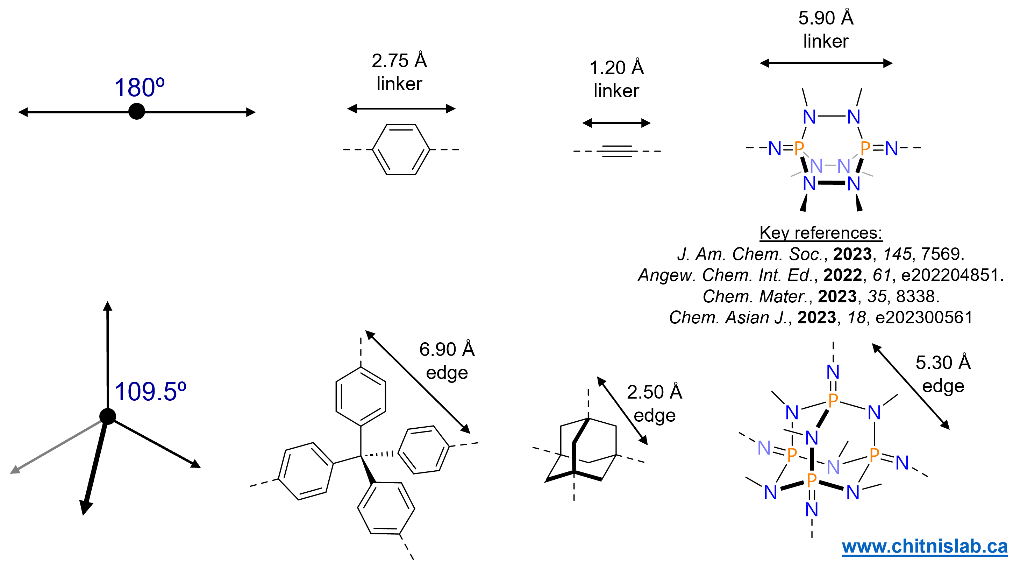 180º
2.75 Å
linker
1.20 Å
linker
5.90 Å
linker
N
N
N
P
P
N
N
N
N
N
Key references:
J. Am. Chem. Soc., 2023, 145, 7569.
Angew. Chem. Int. Ed., 2022, 61, e202204851.
Chem. Mater., 2023, 35, 8338.
Chem. Asian J., 2023, 18, e202300561
109.5º
6.90 Å
edge
2.50 Å
edge
5.30 Å
edge
N
P
N
N
N
N
P
N
P
N
N
P
N
N
www.chitnislab.ca